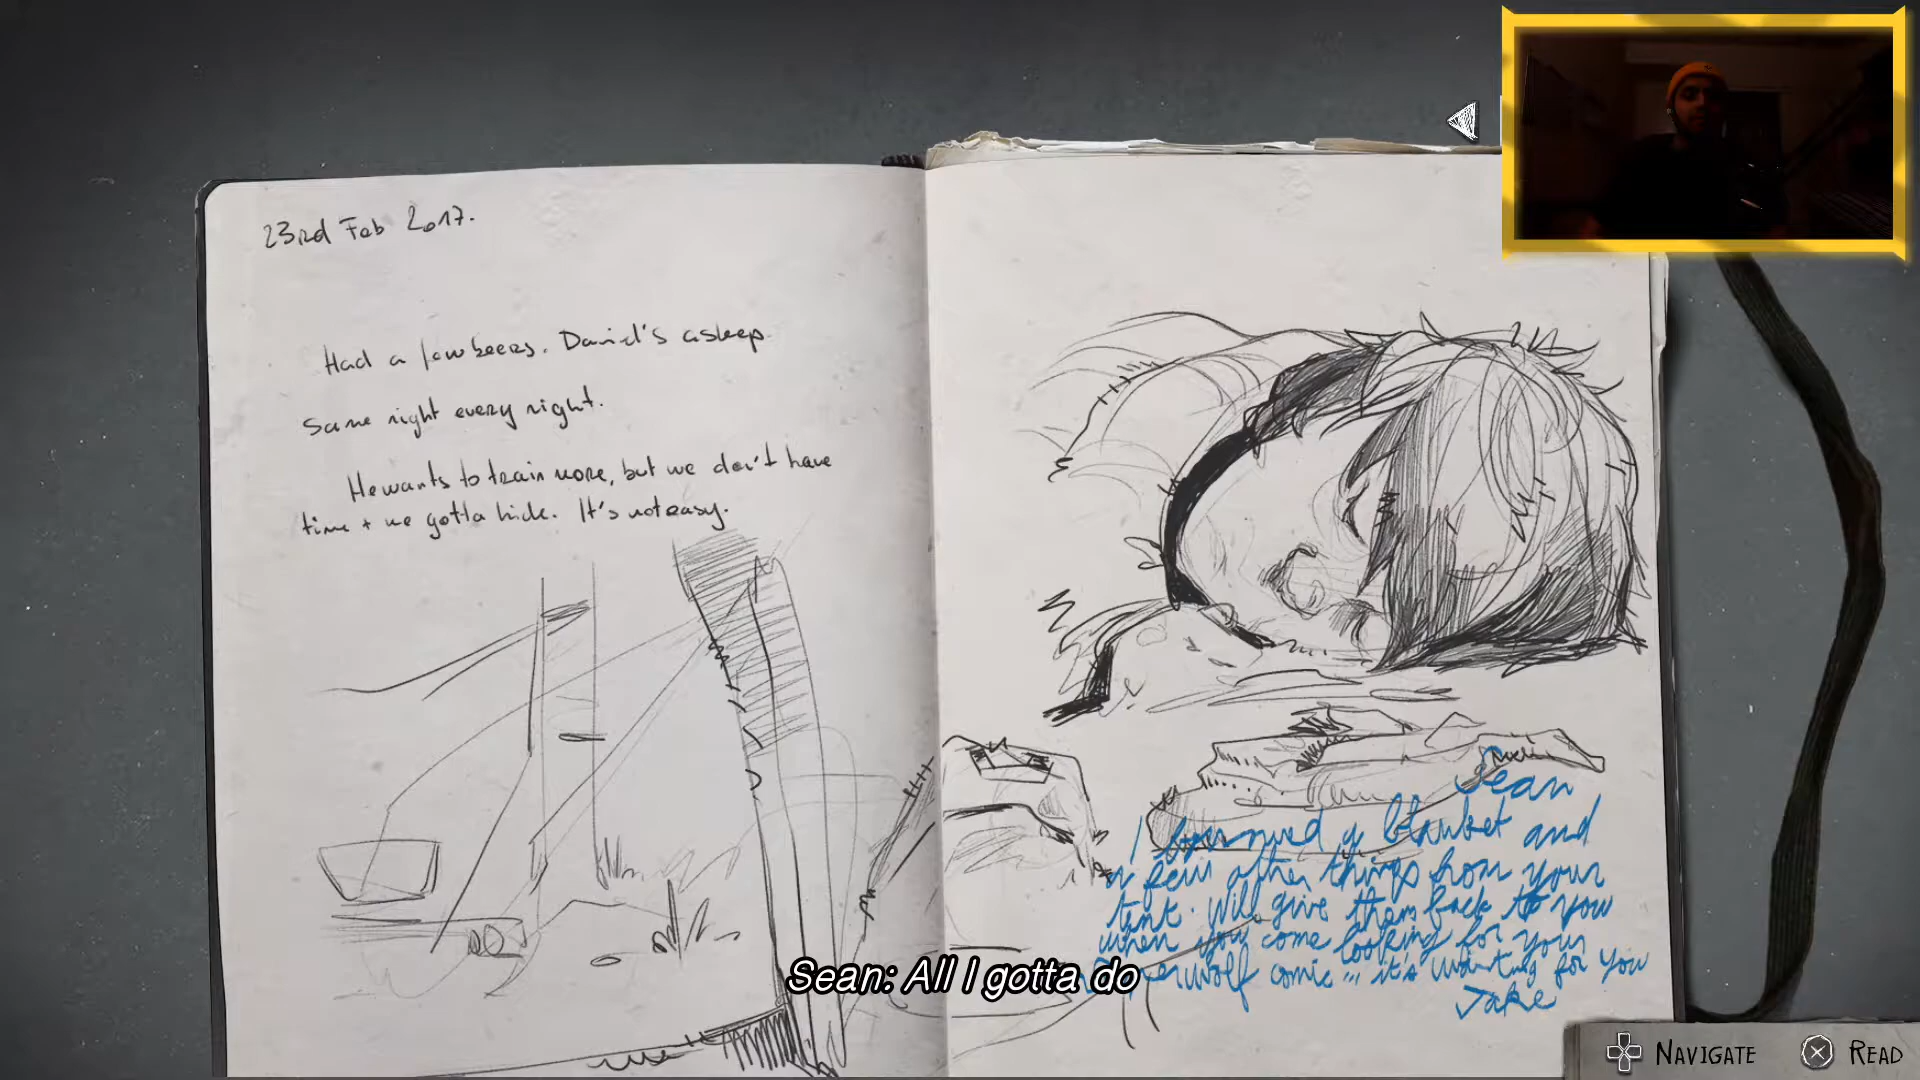 23rd Feb 2017.
Had a few beers. Daniel's asleep.
Same night every night.
He wants to train more, but we don't have
time + we gotta hide. It's not easy.
Sean
I borrowed a blanket and
a few other things from your
tent. Will give them back to you
when you come looking for your
erwolf comic... it's waiting for you
Jake
Sean: All I gotta do
NAVIGATE
READ